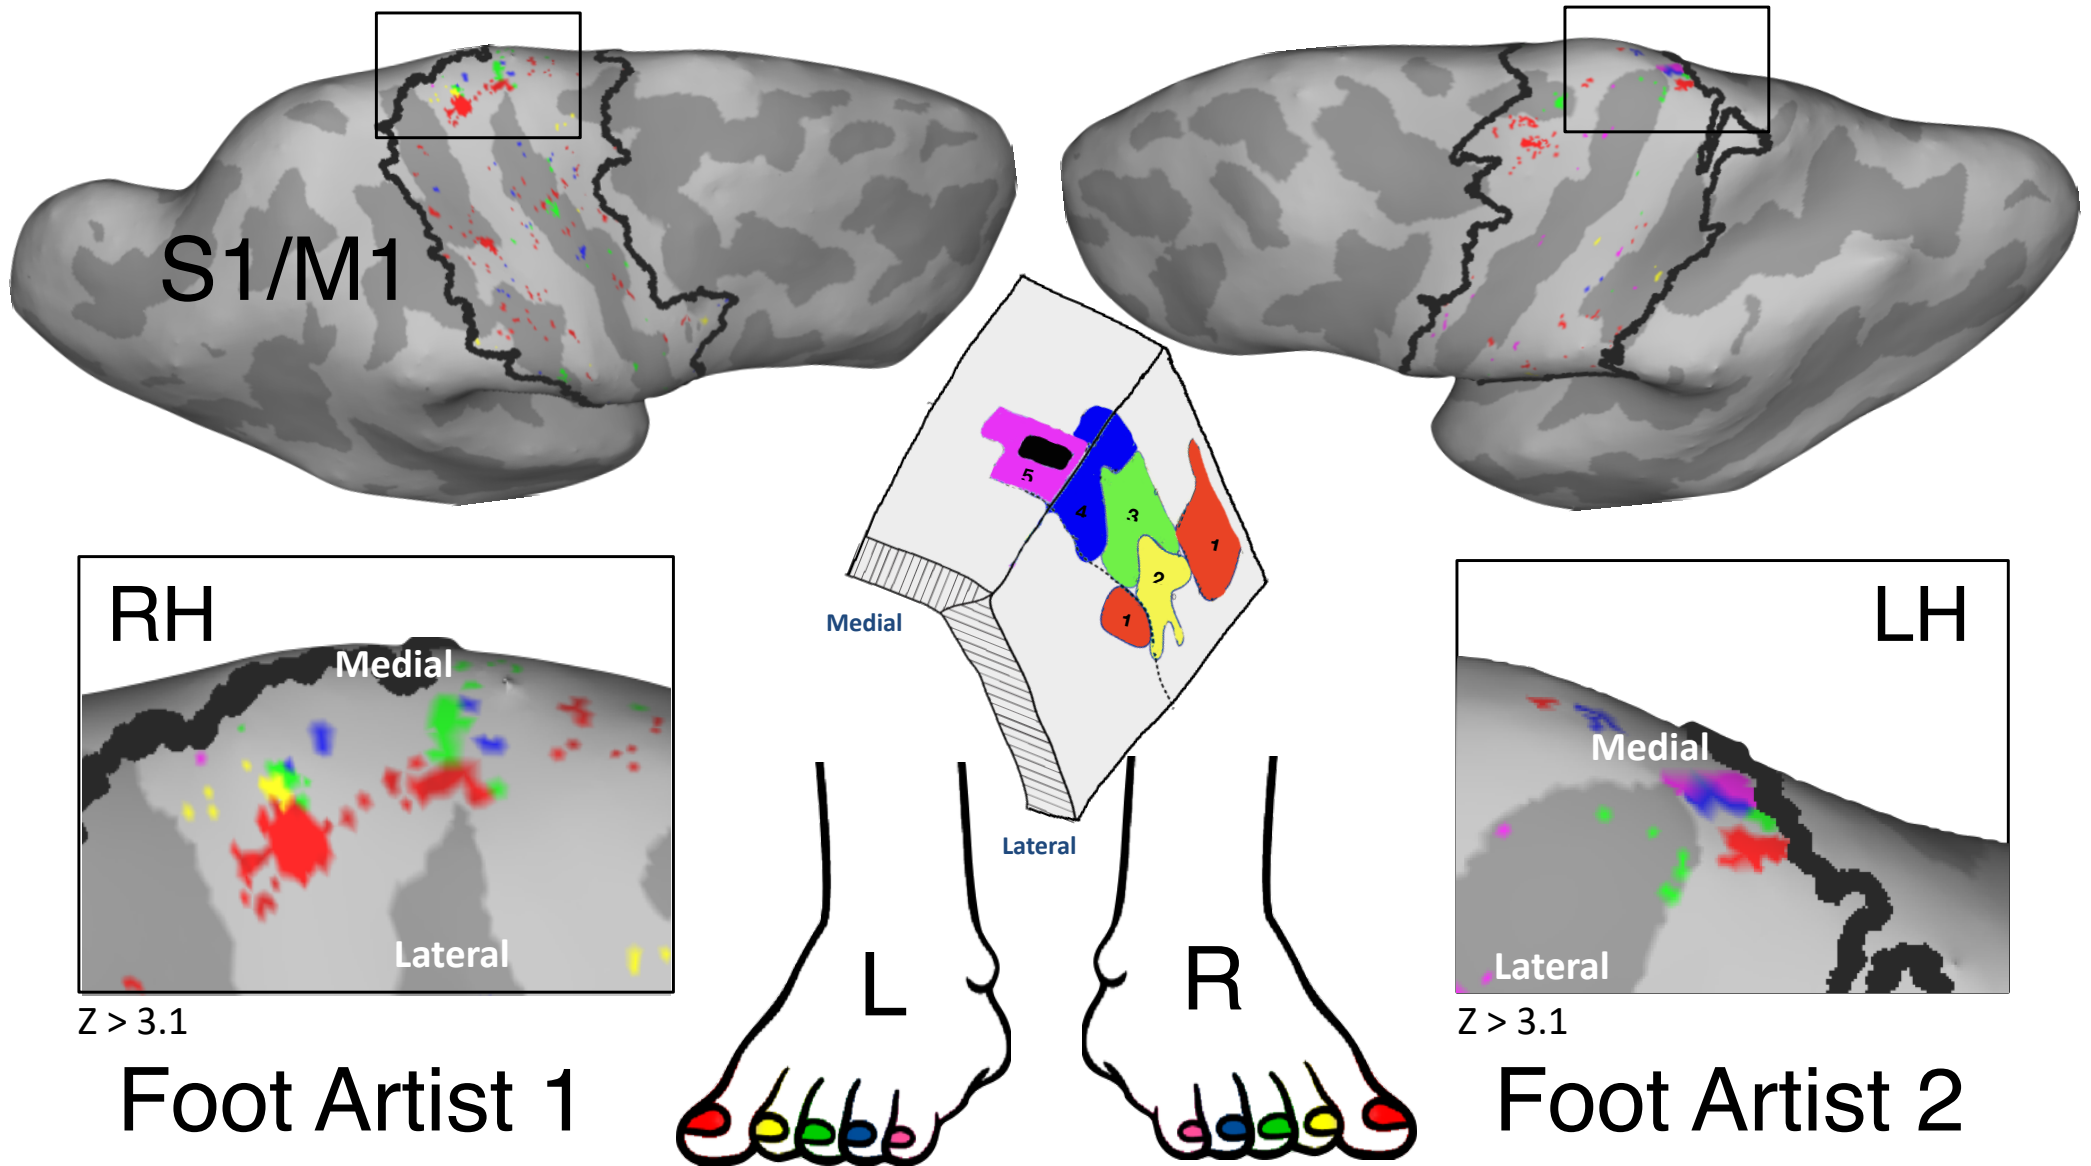 S1/M1
5
4
3
2
1
1
Medial
Lateral
RH
Medial
Lateral
Z > 3.1
Foot Artist 1
L
R
LH
Medial
Lateral
Z > 3.1
Foot Artist 2